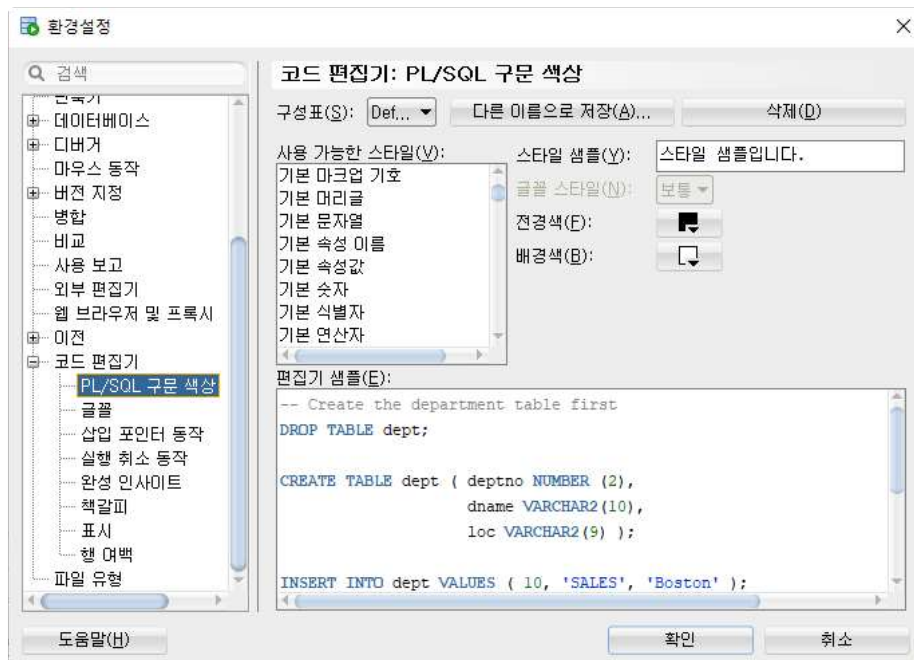 환경설정
검색
데이터베이스
디버거
마우스 동작
버전 지정
병합
비교
사용 보고
외부 편집기
웹 브라우저 및 프록시
이전
코드 편집기
PL/SQL 구문 색상
글꼴
삽입 포인터 동작
실행 취소 동작
완성 인사이트
책갈피
표시
행 여백
파일 유형
코드 편집기: PL/SQL 구문 색상
구성표(S): Def... 다른 이름으로 저장(A)... 삭제(D)
사용 가능한 스타일(V):
기본 마크업 기호
기본 머리글
기본 문자열
기본 속성 이름
기본 속성값
기본 숫자
기본 식별자
기본 연산자
스타일 샘플(Y): 스타일 샘플입니다.
글꼴 스타일(N): 보통
전경색(F):
배경색(B):
편집기 샘플(E):
-- Create the department table first
DROP TABLE dept;
CREATE TABLE dept ( deptno NUMBER (2),
dname VARCHAR2(10),
loc VARCHAR2(9) );
INSERT INTO dept VALUES ( 10, 'SALES', 'Boston' );
도움말(H) 확인 취소